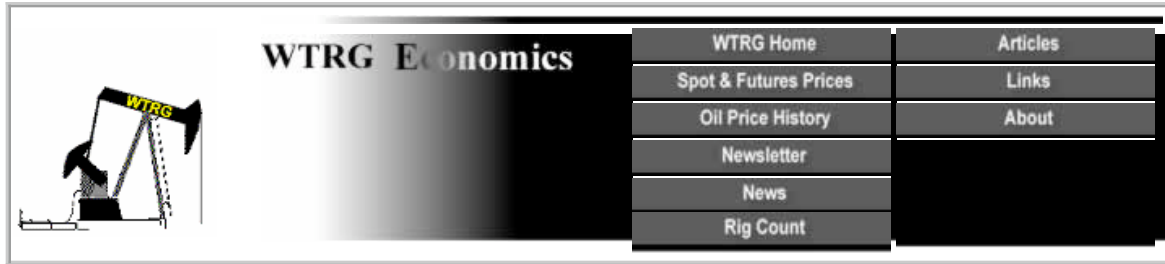 WTRG Economics
WTRG
WTRG Home
Spot & Futures Prices
Oil Price History
Newsletter
News
Rig Count
Articles
Links
About